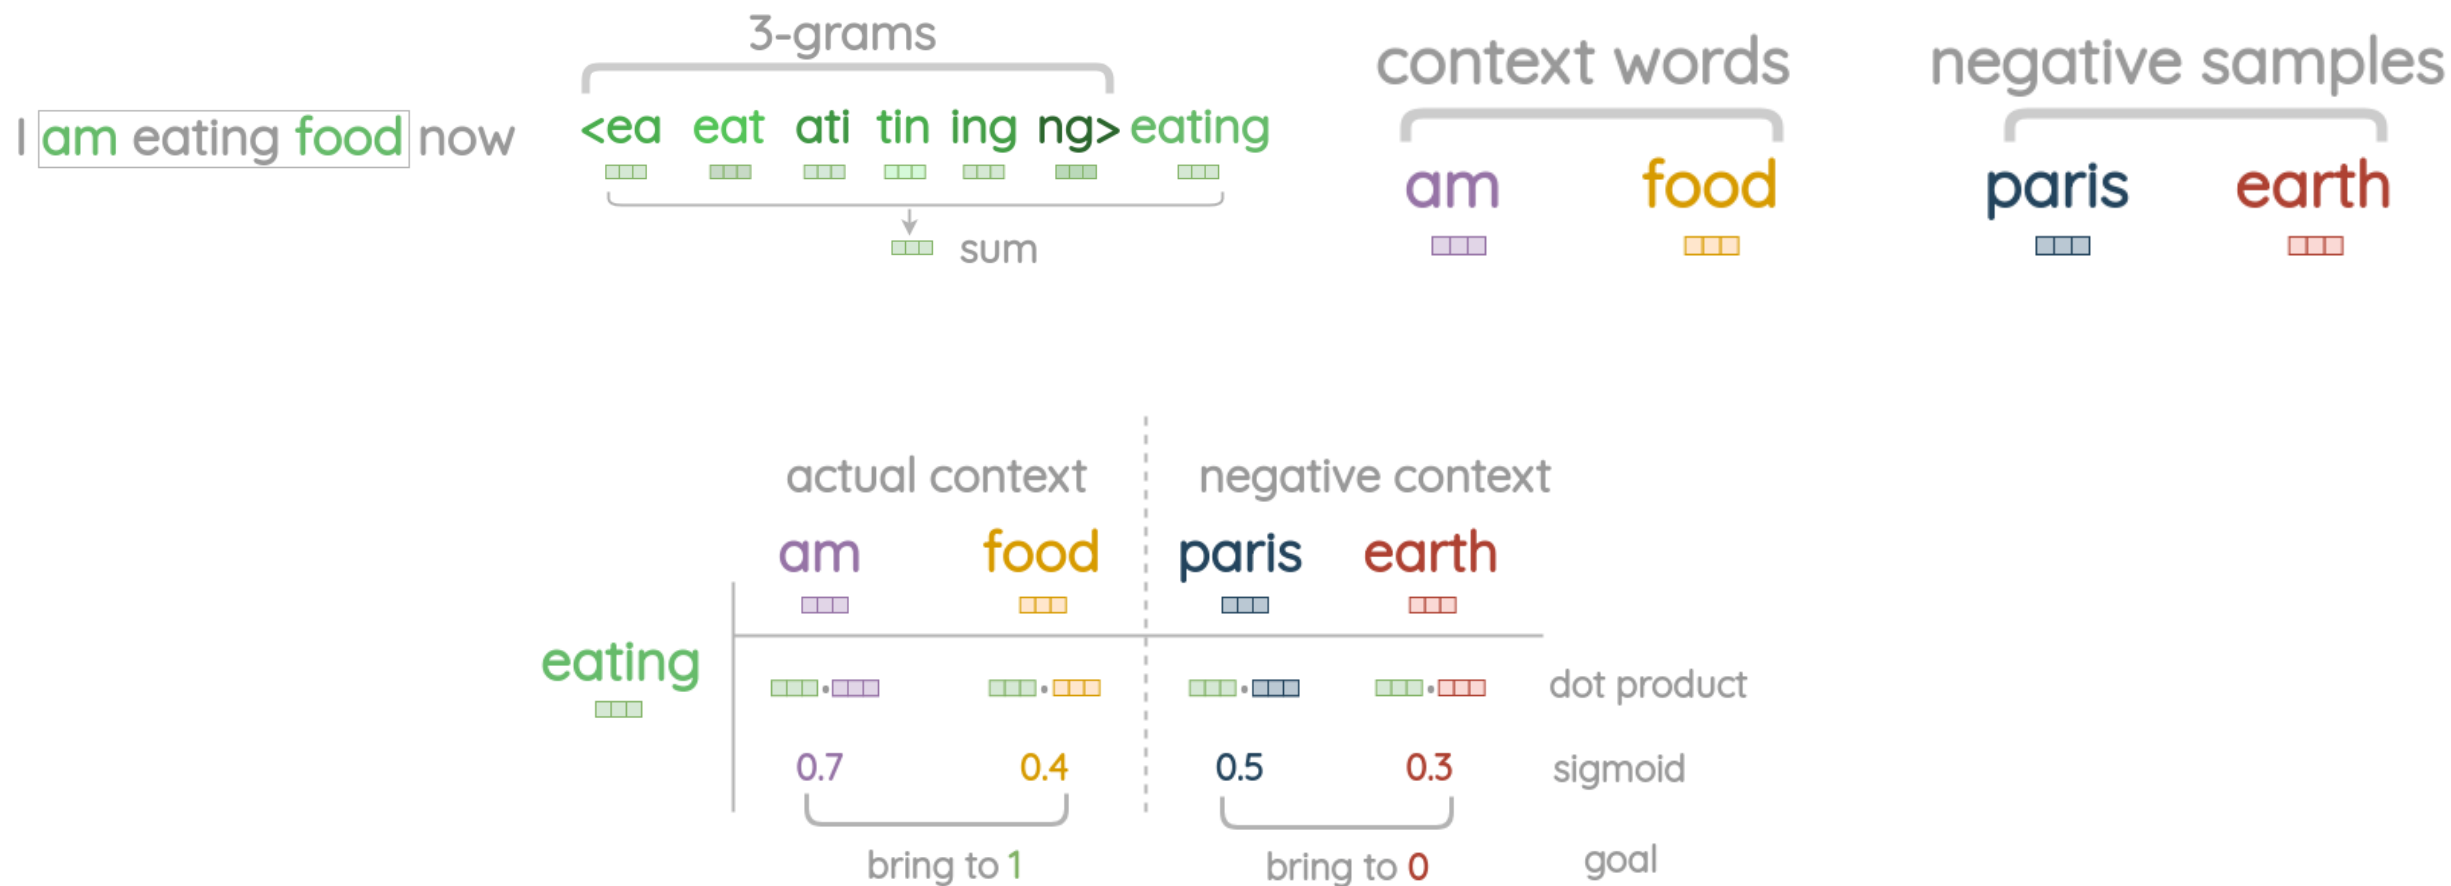 3-grams
I am eating food now
<ea eat ati tin ing ng> eating
sum
context words
am food
negative samples
paris earth
actual context negative context
am food paris earth
eating
dot product
0.7 0.4 0.5 0.3 sigmoid
bring to 1 bring to 0 goal